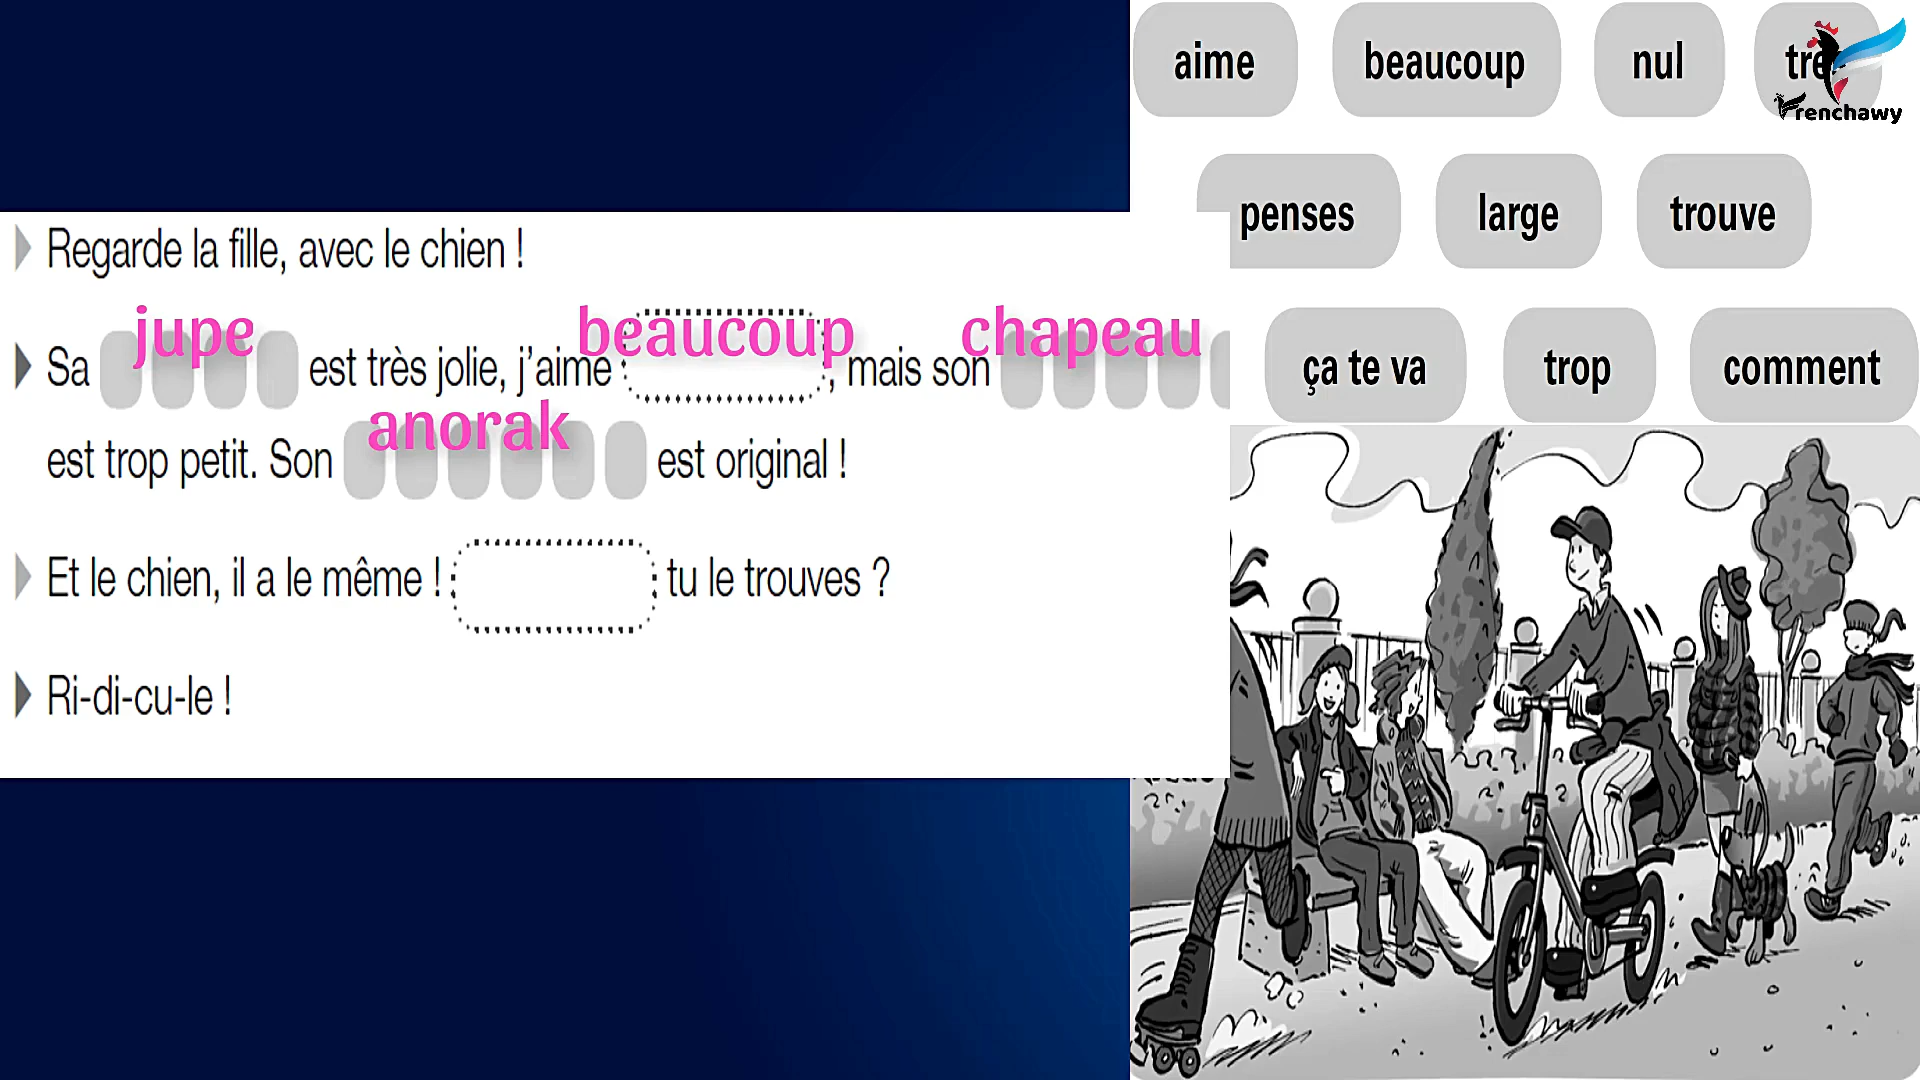 aime beaucoup nul
renchawy
penses large trouve
ça te va trop comment
Regarde la fille, avec le chien !
jupe beaucoup chapeau
Sa est très jolie, j'aime , mais son
anorak
est trop petit. Son est original !
Et le chien, il a le même ! tu le trouves ?
Ri-di-cu-le !